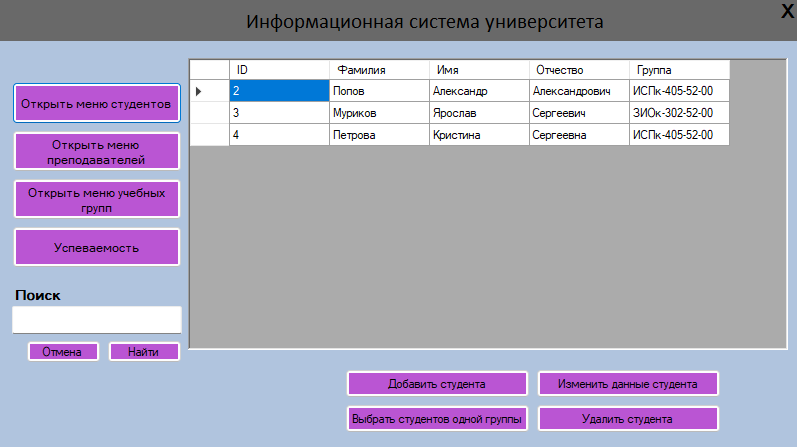 Информационная система университета X
ID Фамилия Имя Отчество Группа
2 Попов Александр Александрович ИСПк-405-52-00
3 Муриков Ярослав Сергеевич ЗИОк-302-52-00
4 Петрова Кристина Сергеевна ИСПк-405-52-00
Открыть меню студентов
Открыть меню
преподавателей
Открыть меню учебных
групп
Успеваемость
Поиск
Отмена Найти
Добавить студента Изменить данные студента
Выбрать студентов одной группы Удалить студента